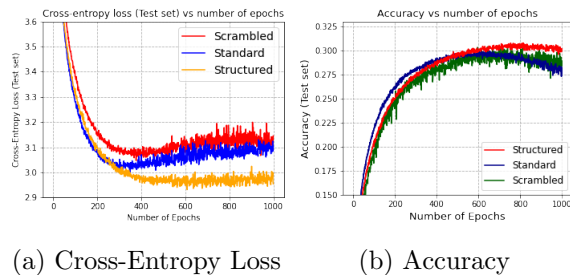 Cross-entropy loss (Test set) vs number of epochs
3.6
3.5
3.4
3.3
3.2
3.1
3.0
2.9
Cross-Entropy Loss (Test set)
Scrambled
Standard
Structured
0 200 400 600 800 1000
Number of Epochs
Accuracy vs number of epochs
0.325
0.300
0.275
0.250
0.225
0.200
0.175
0.150
Accuracy (Test set)
Structured
Standard
Scrambled
0 200 400 600 800 1000
Number of Epochs
(a) Cross-Entropy Loss
(b) Accuracy